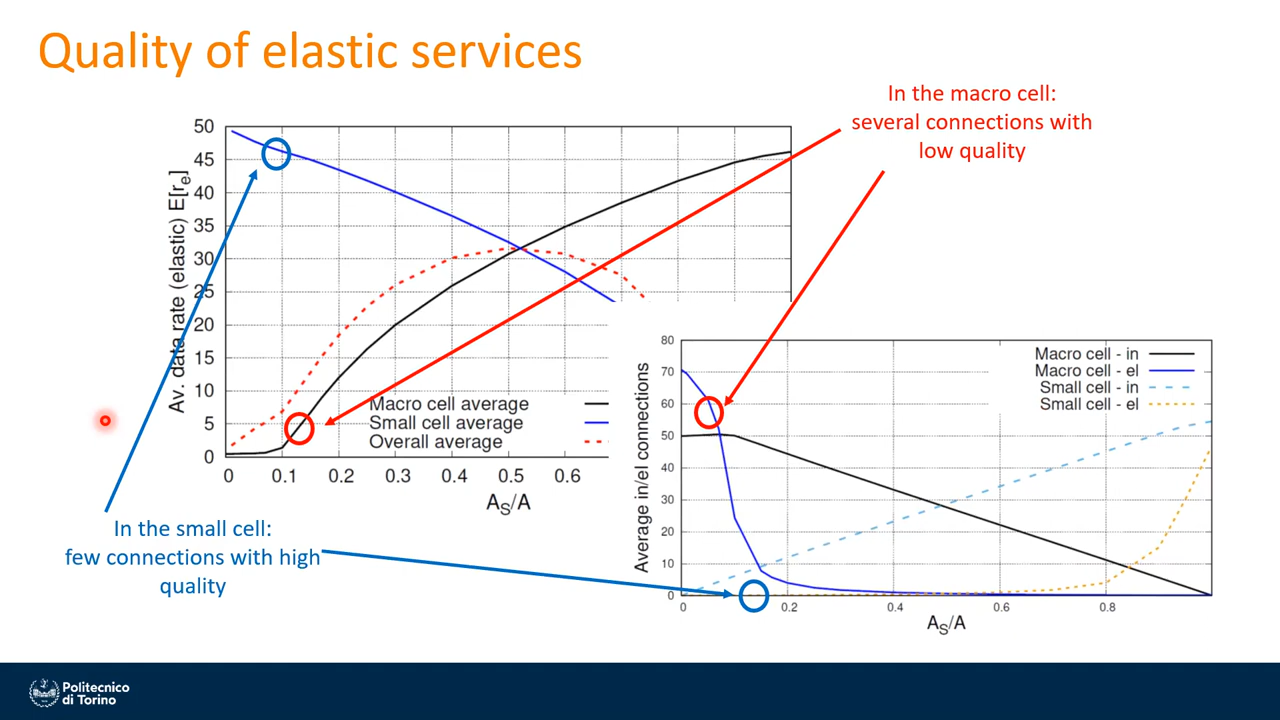 Quality of elastic services
In the macro cell:
several connections with
low quality
50
45
40
35
30
25
20
15
10
5
0
Av. data rate (elastic) E[re]
Macro cell average
Small cell average
Overall average
0 0.1 0.2 0.3 0.4 0.5 0.6
AS/A
80
70
60
50
40
30
20
10
0
Average in/el connections
Macro cell - in
Macro cell - el
Small cell - in
Small cell - el
0 0.2 0.4 0.6 0.8
AS/A
In the small cell:
few connections with high
quality
Politecnico
di Torino